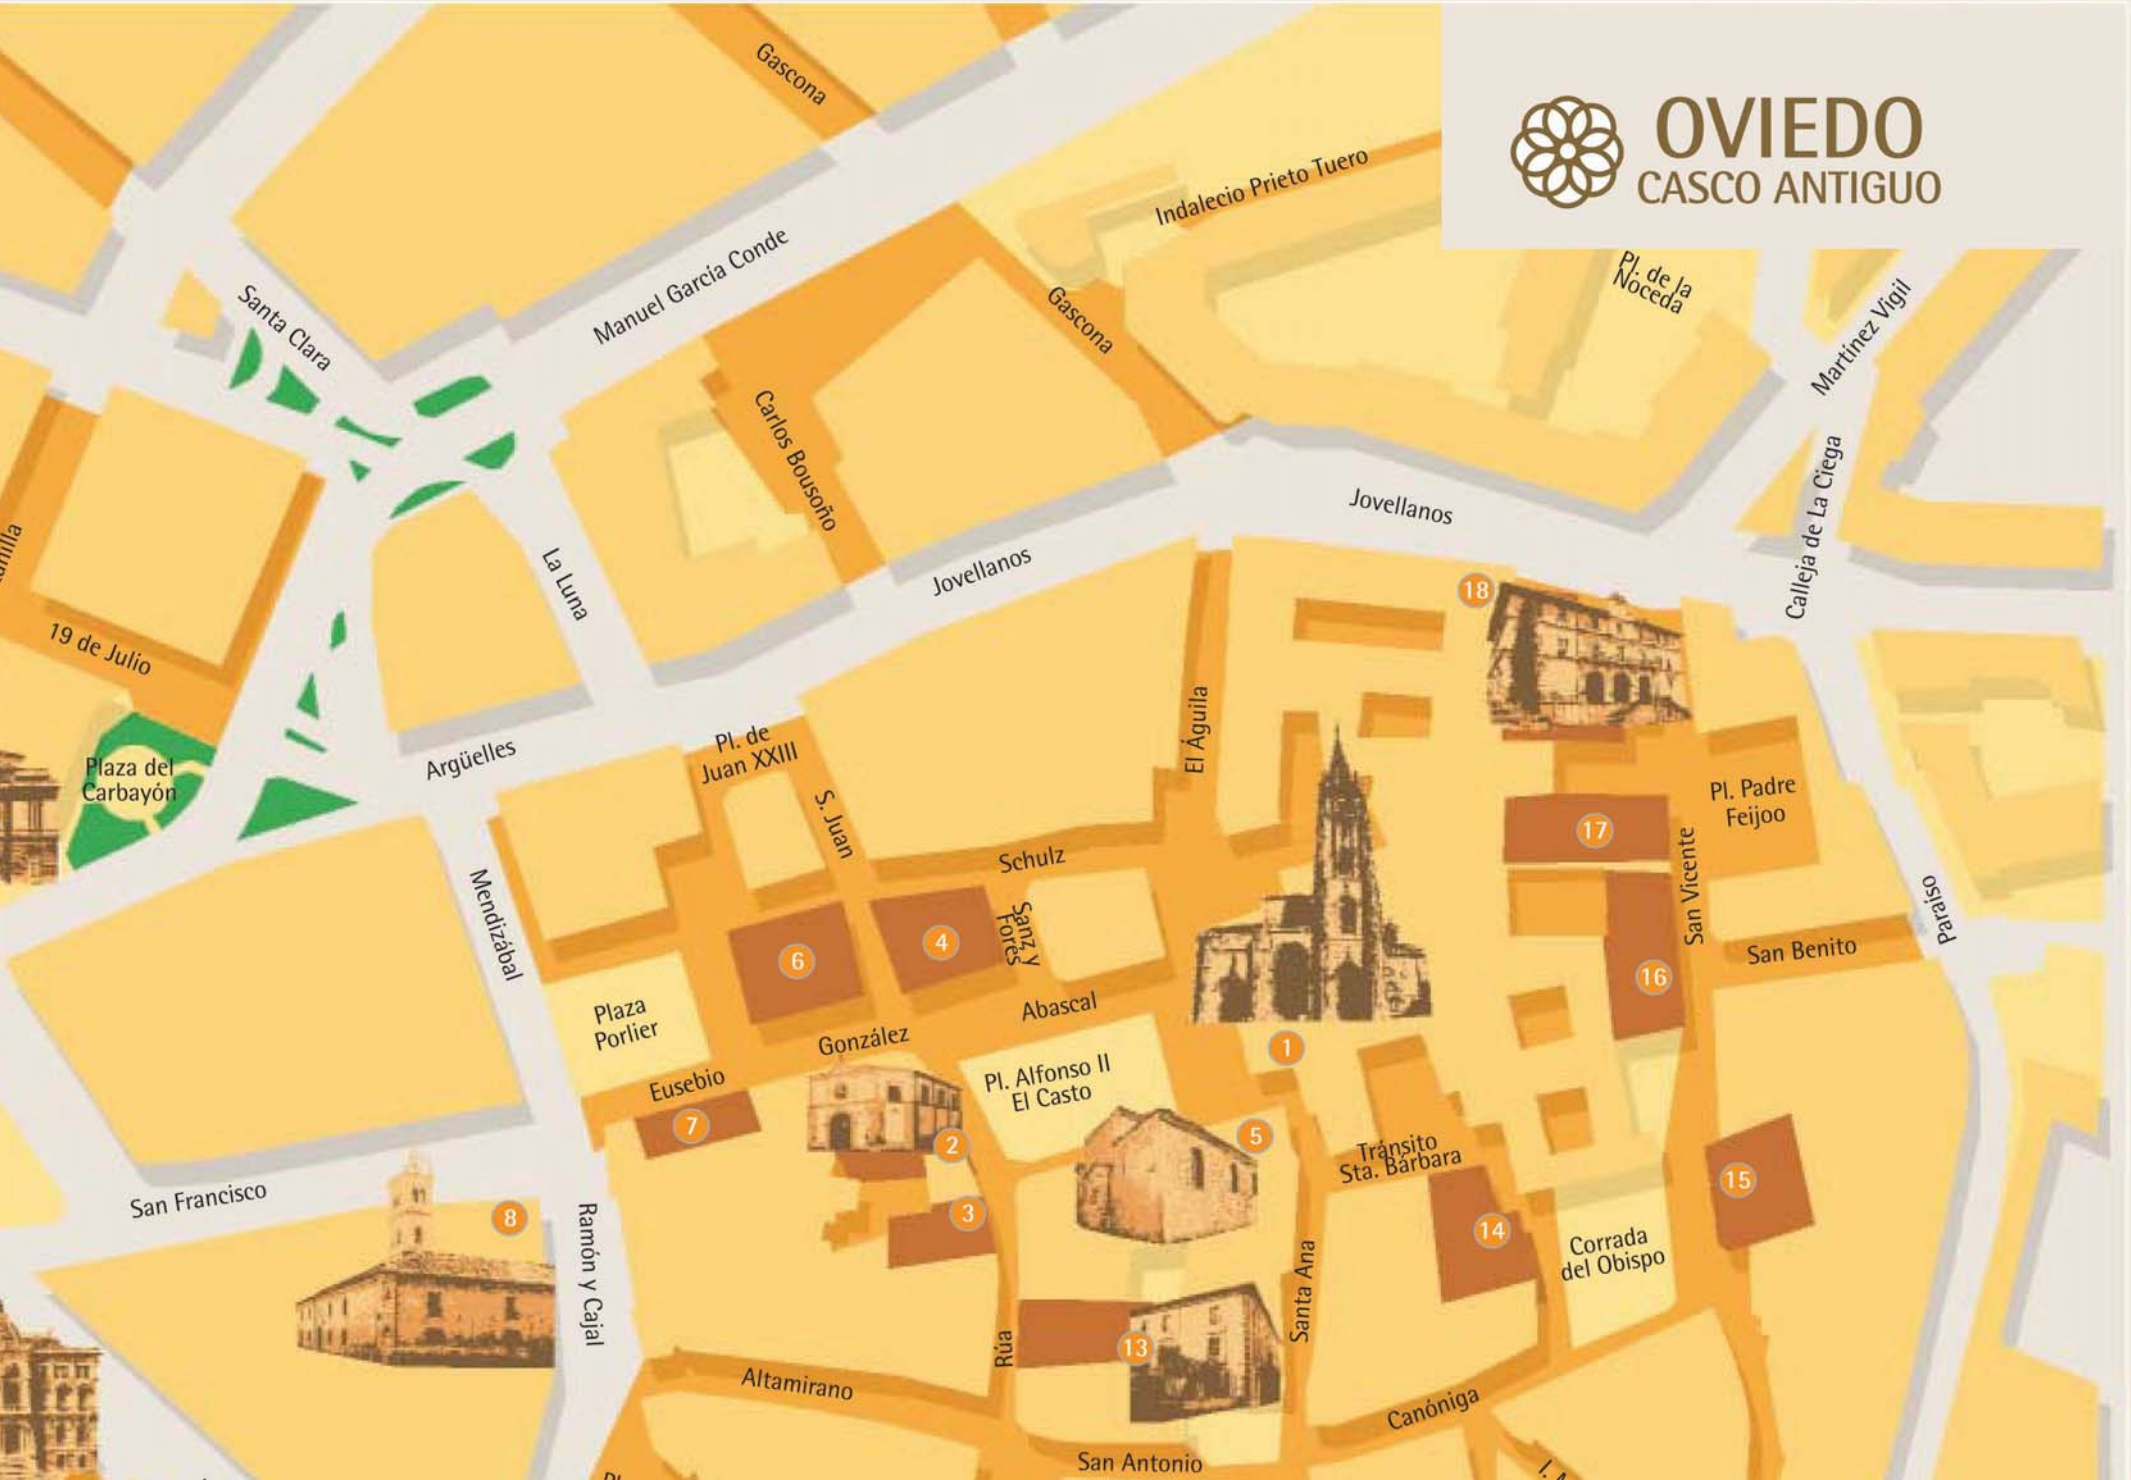 OVIEDO
CASCO ANTIGUO
Gascona
Indalecio Prieto Tuero
Pl. de la
Noceda
Martínez Vigil
Manuel García Conde
Santa Clara
Gascona
Carlos Bousoño
Calleja de La Ciega
Jovellanos
Jovellanos
La Luna
18
19 de Julio
El Águila
Pl. de
Juan XXIII
Argüelles
Plaza del
Carbayón
Pl. Padre
Feijoo
S. Juan
17
Schulz
San Vicente
Mendizábal
Paraiso
Sanz y
Forés
4
6
San Benito
16
Abascal
Plaza
Porlier
González
1
Pl. Alfonso II
El Casto
Eusebio
7
2
5
Tránsito
Sta. Bárbara
15
San Francisco
8
3
14
Corrada
del Obispo
Ramón y Cajal
Santa Ana
Rúa
13
Altamirano
Canóniga
San Antonio